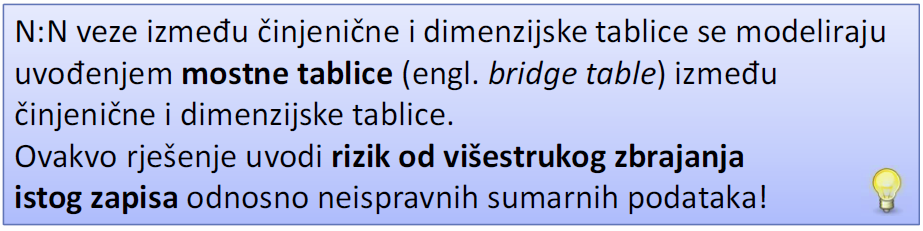 N:N veze između činjenične i dimenzijske tablice se modeliraju
uvođenjem mostne tablice (engl. bridge table) između
činjenične i dimenzijske tablice.
Ovakvo rješenje uvodi rizik od višestrukog zbrajanja
istog zapisa odnosno neispravnih sumarnih podataka!